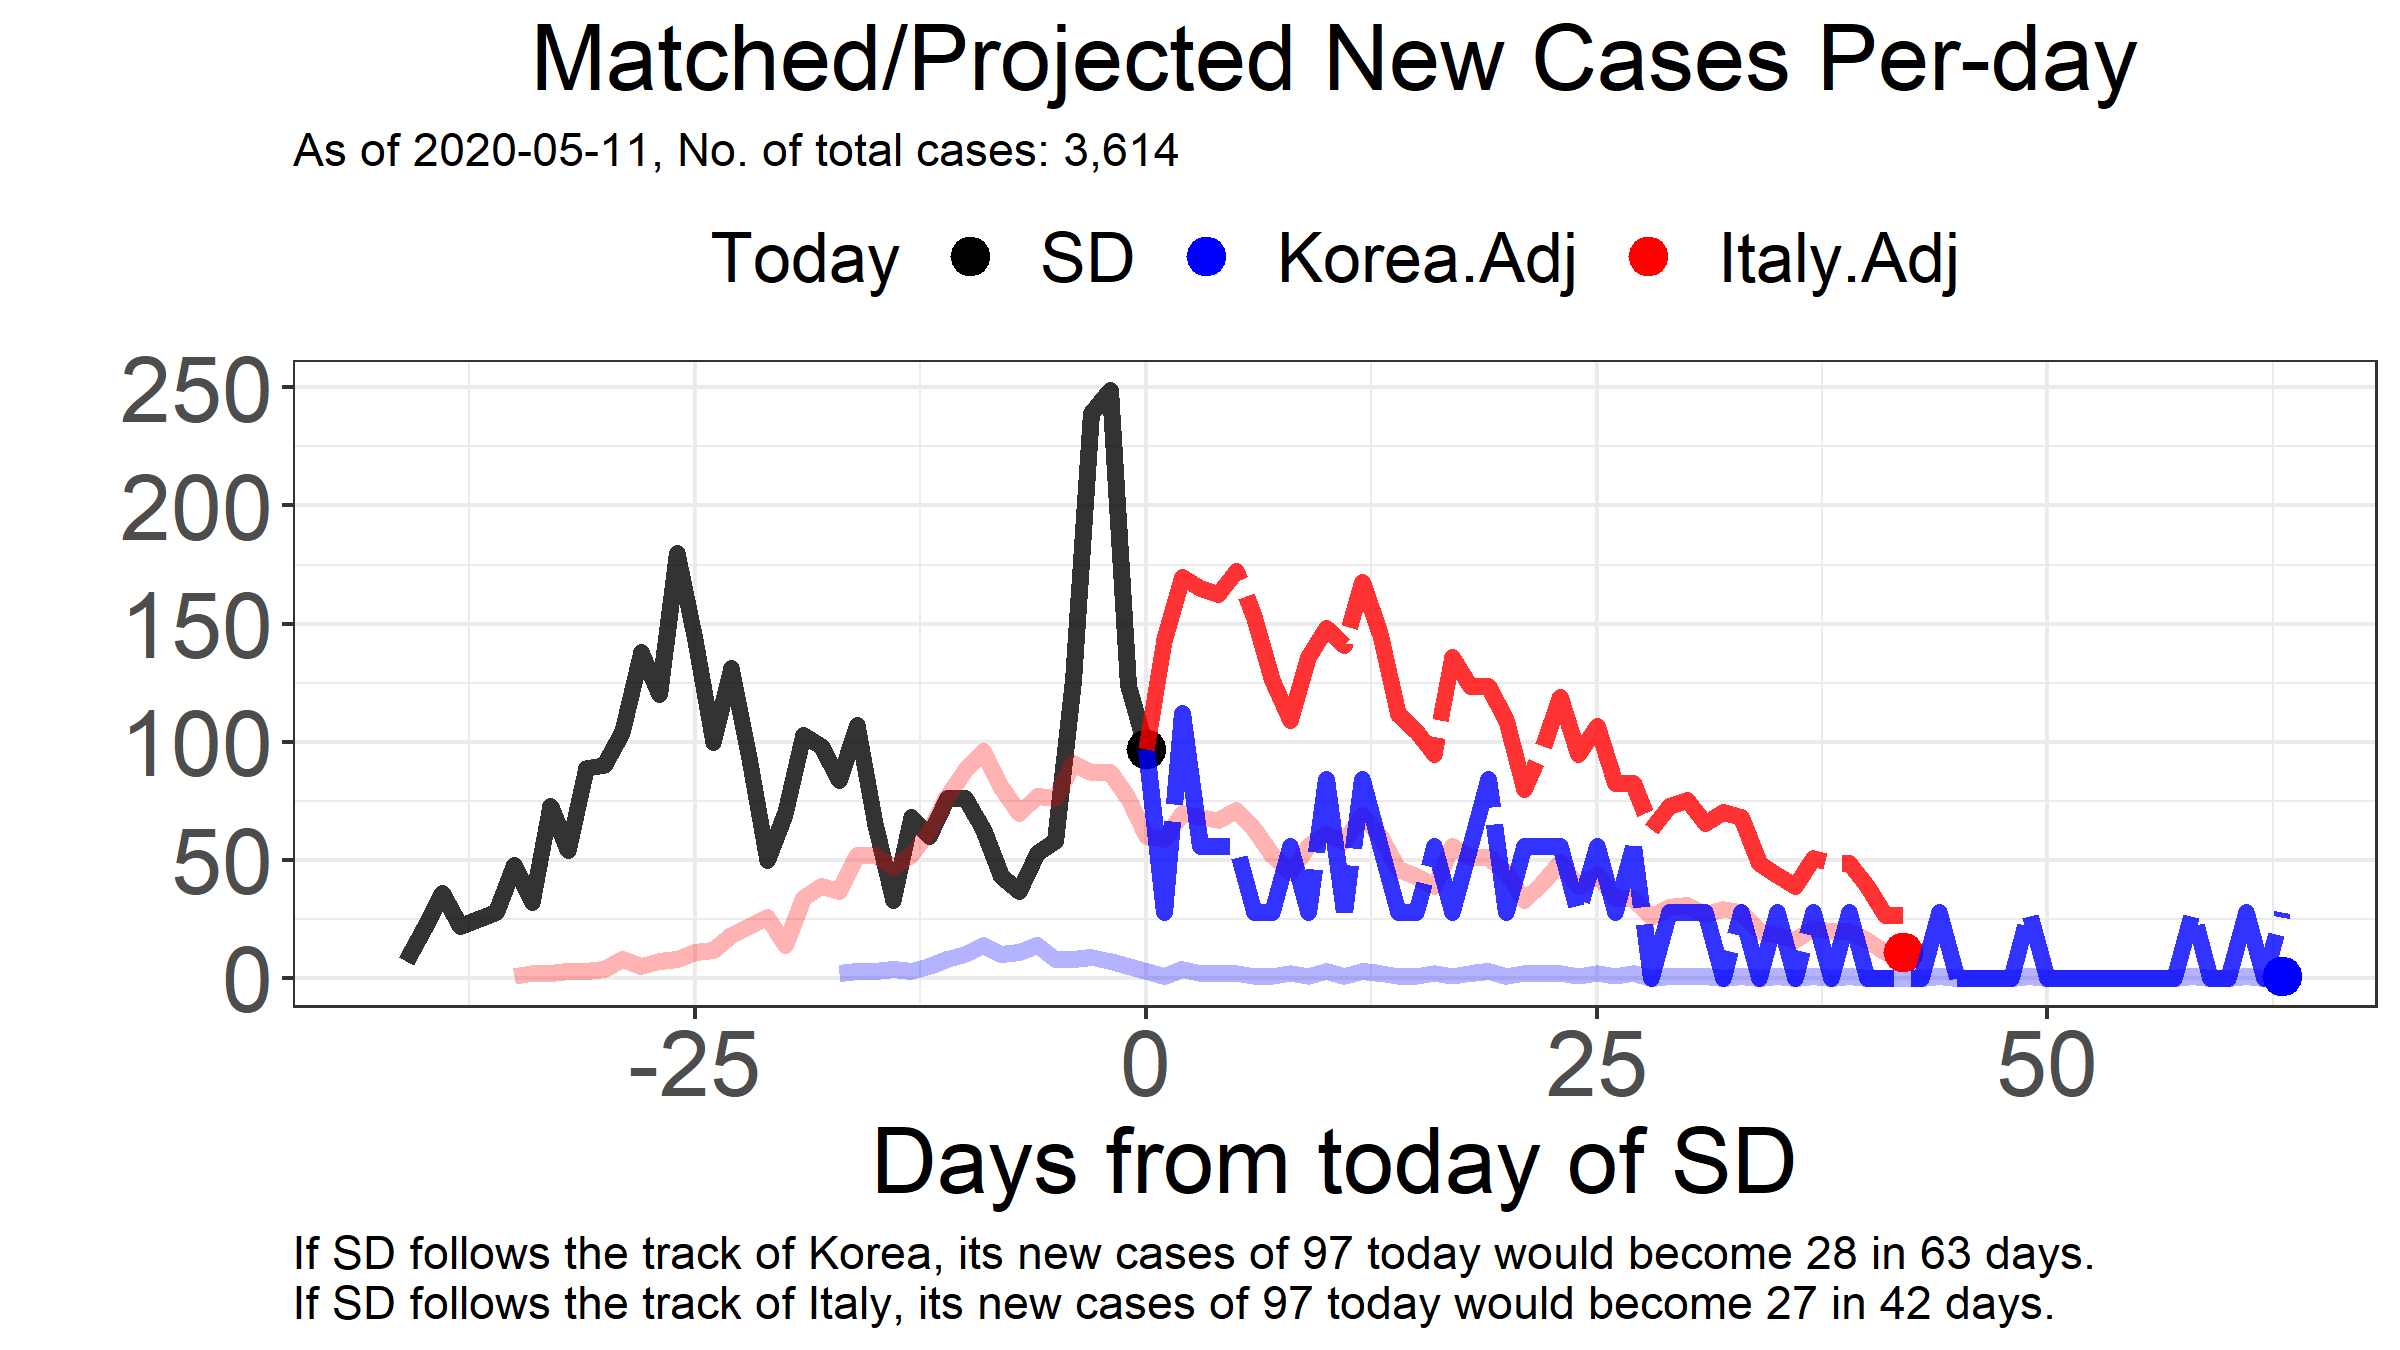 Matched/Projected New Cases Per-day
As of 2020-05-11, No. of total cases: 3,614
Today SD Korea.Adj Italy.Adj
250
200
150
100
50
0
-25 0 25 50
Days from today of SD
If SD follows the track of Korea, its new cases of 97 today would become 28 in 63 days.
If SD follows the track of Italy, its new cases of 97 today would become 27 in 42 days.